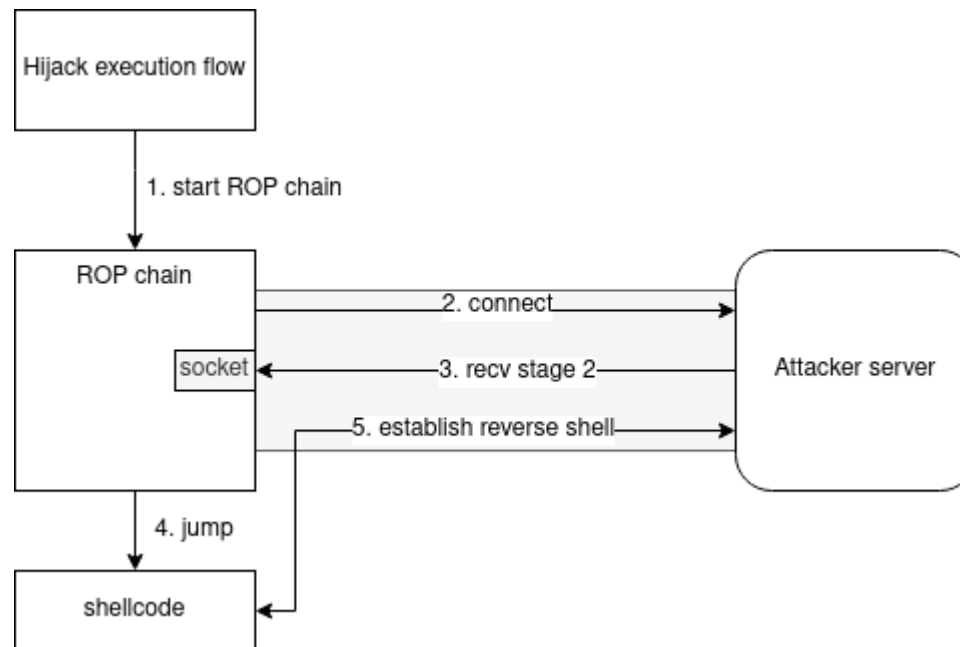 Hijack execution flow
1. start ROP chain
ROP chain
2. connect
socket
3. recv stage 2
Attacker server
5. establish reverse shell
4. jump
shellcode